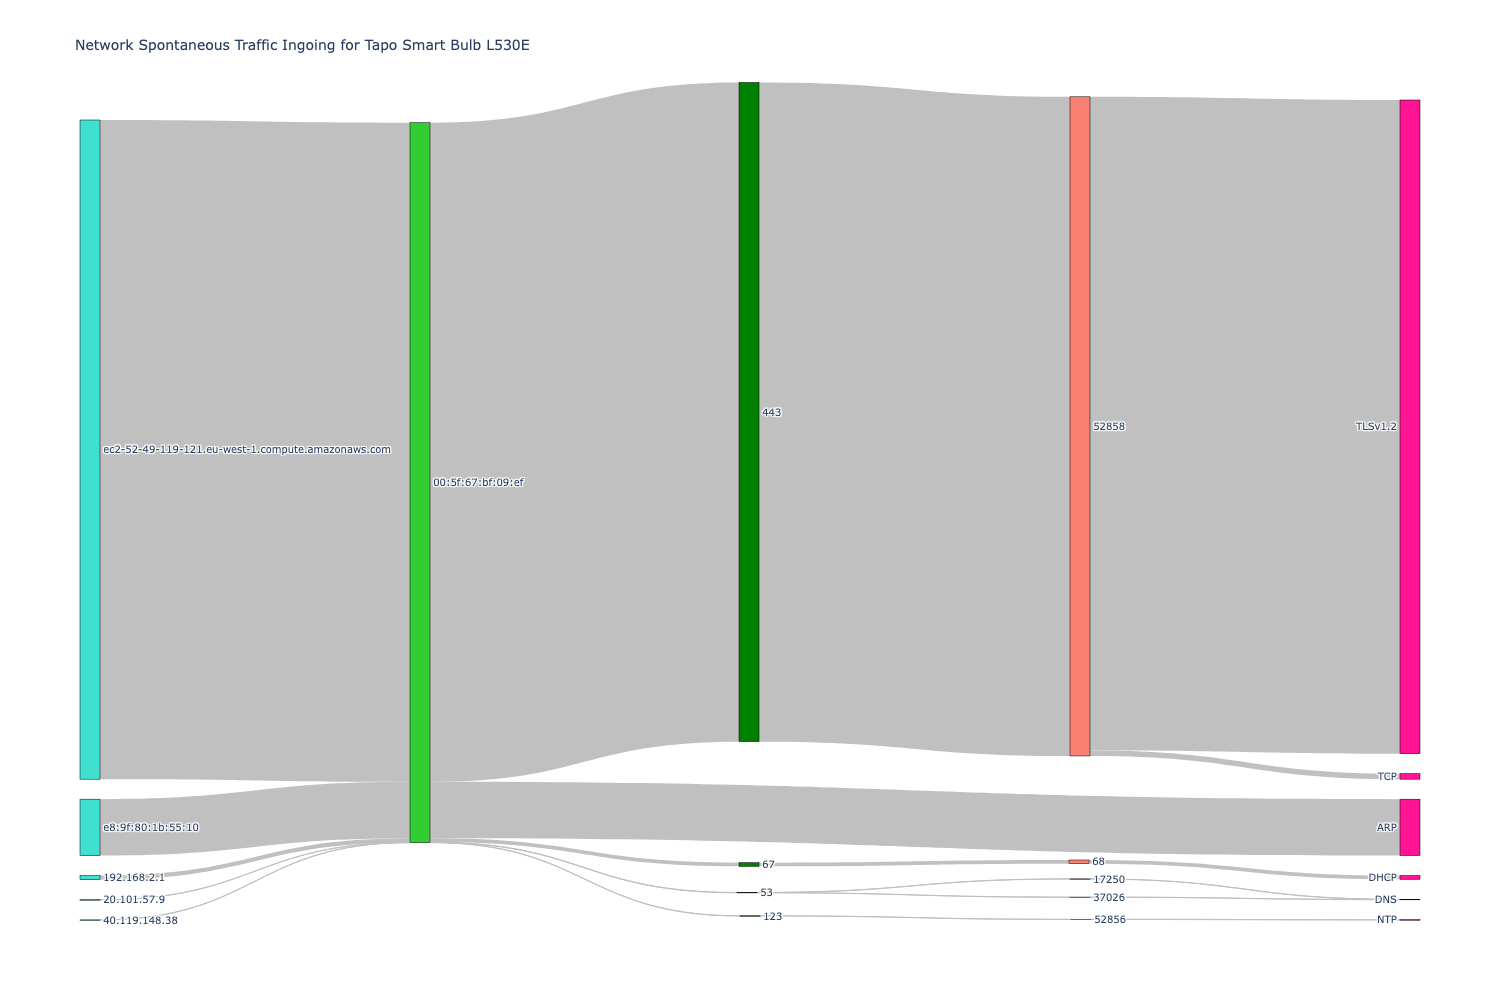 Network Spontaneous Traffic Ingoing for Tapo Smart Bulb L530E
ec2-52-49-119-121.eu-west-1.compute.amazonaws.com
e8:9f:80:1b:55:10
192.168.2.1
20.101.57.9
40.119.148.38
00:5f:67:bf:09:ef
443
67
53
123
52858
68
17250
37026
52856
TLSv1.2
TCP
ARP
DHCP
DNS
NTP